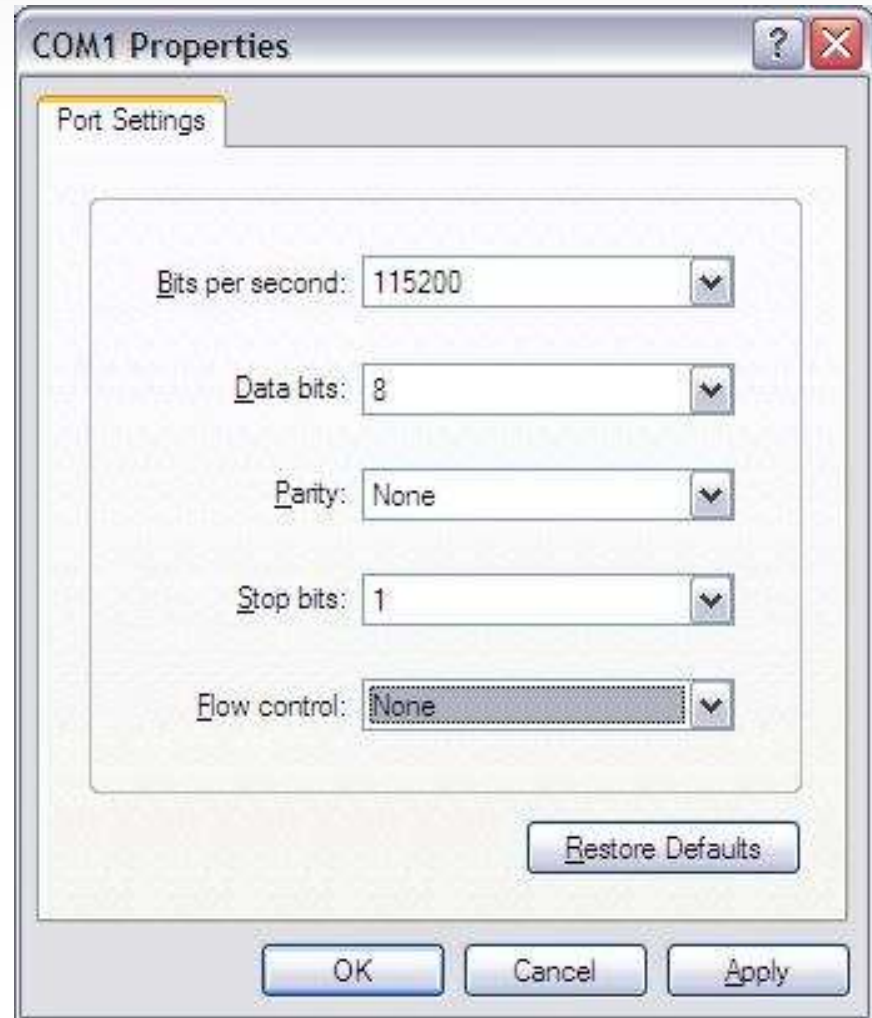 COM1 Properties
Port Settings
Bits per second: 115200
Data bits: 8
Parity: None
Stop bits: 1
Flow control: None
Restore Defaults
OK Cancel Apply